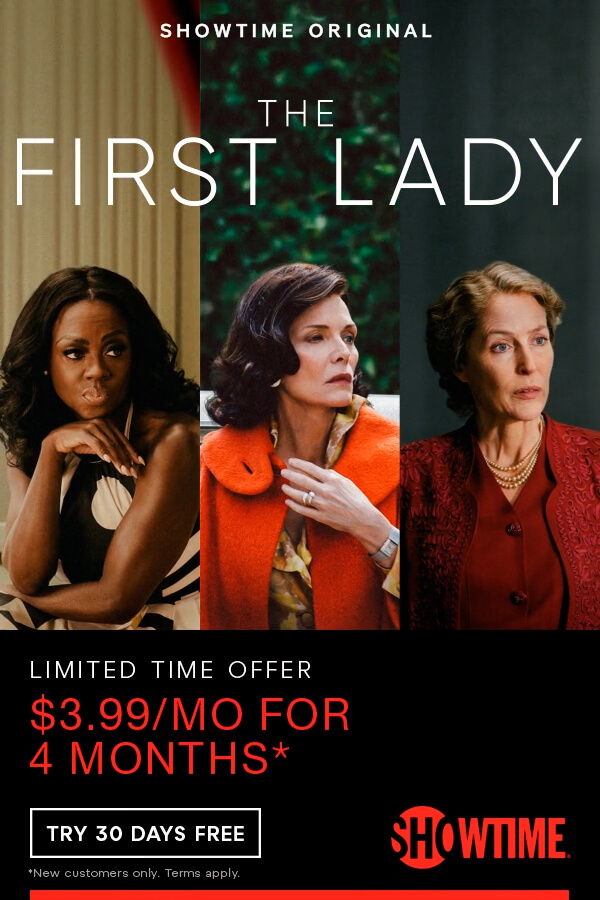 SHOWTIME ORIGINAL
THE
FIRST LADY
LIMITED TIME OFFER
$3.99/MO FOR
4 MONTHS*
TRY 30 DAYS FREE
SHOWTIME
*New customers only. Terms apply.